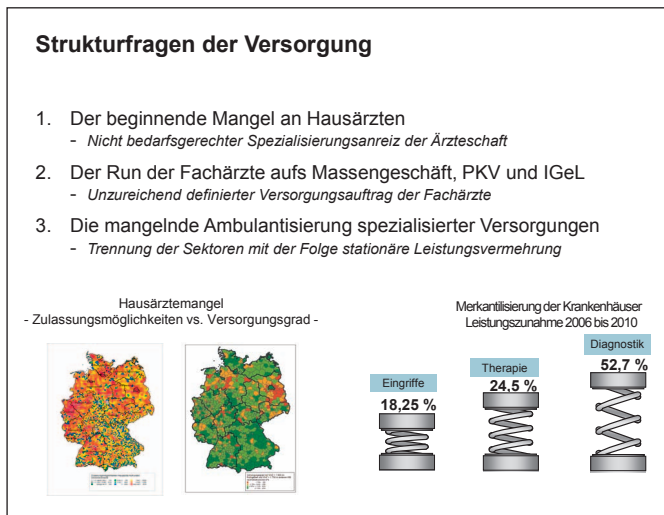 Strukturfragen der Versorgung
1. Der beginnende Mangel an Hausärzten
- Nicht bedarfsgerechter Spezialisierungsanreiz der Ärzteschaft
2. Der Run der Fachärzte aufs Massengeschäft, PKV und IGeL
- Unzureichend definierter Versorgungsauftrag der Fachärzte
3. Die mangelnde Ambulantisierung spezialisierter Versorgungen
- Trennung der Sektoren mit der Folge stationäre Leistungsvermehrung
Hausärztemangel
- Zulassungsmöglichkeiten vs. Versorgungsgrad -
Merkantilisierung der Krankenhäuser
Leistungszunahme 2006 bis 2010
Eingriffe
18,25 %
Therapie
24,5 %
Diagnostik
52,7 %